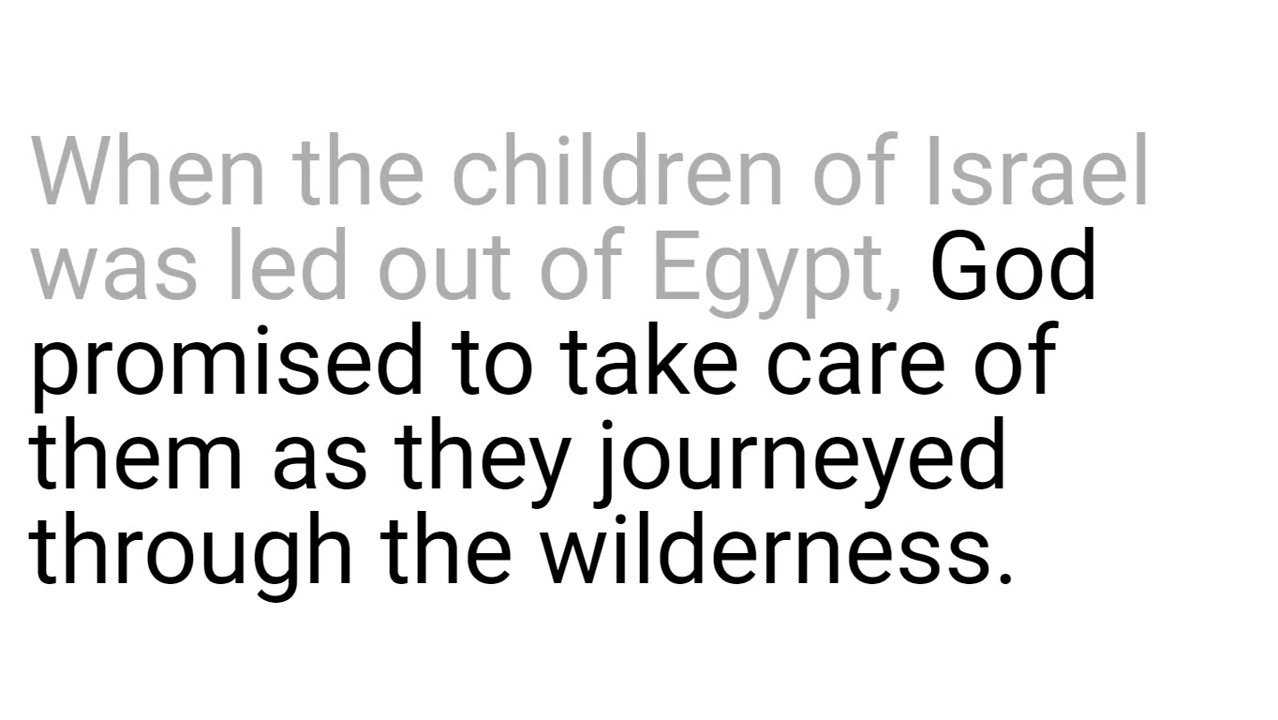 When the children of Israel
was led out of Egypt, God
promised to take care of
them as they journeyed
through the wilderness.